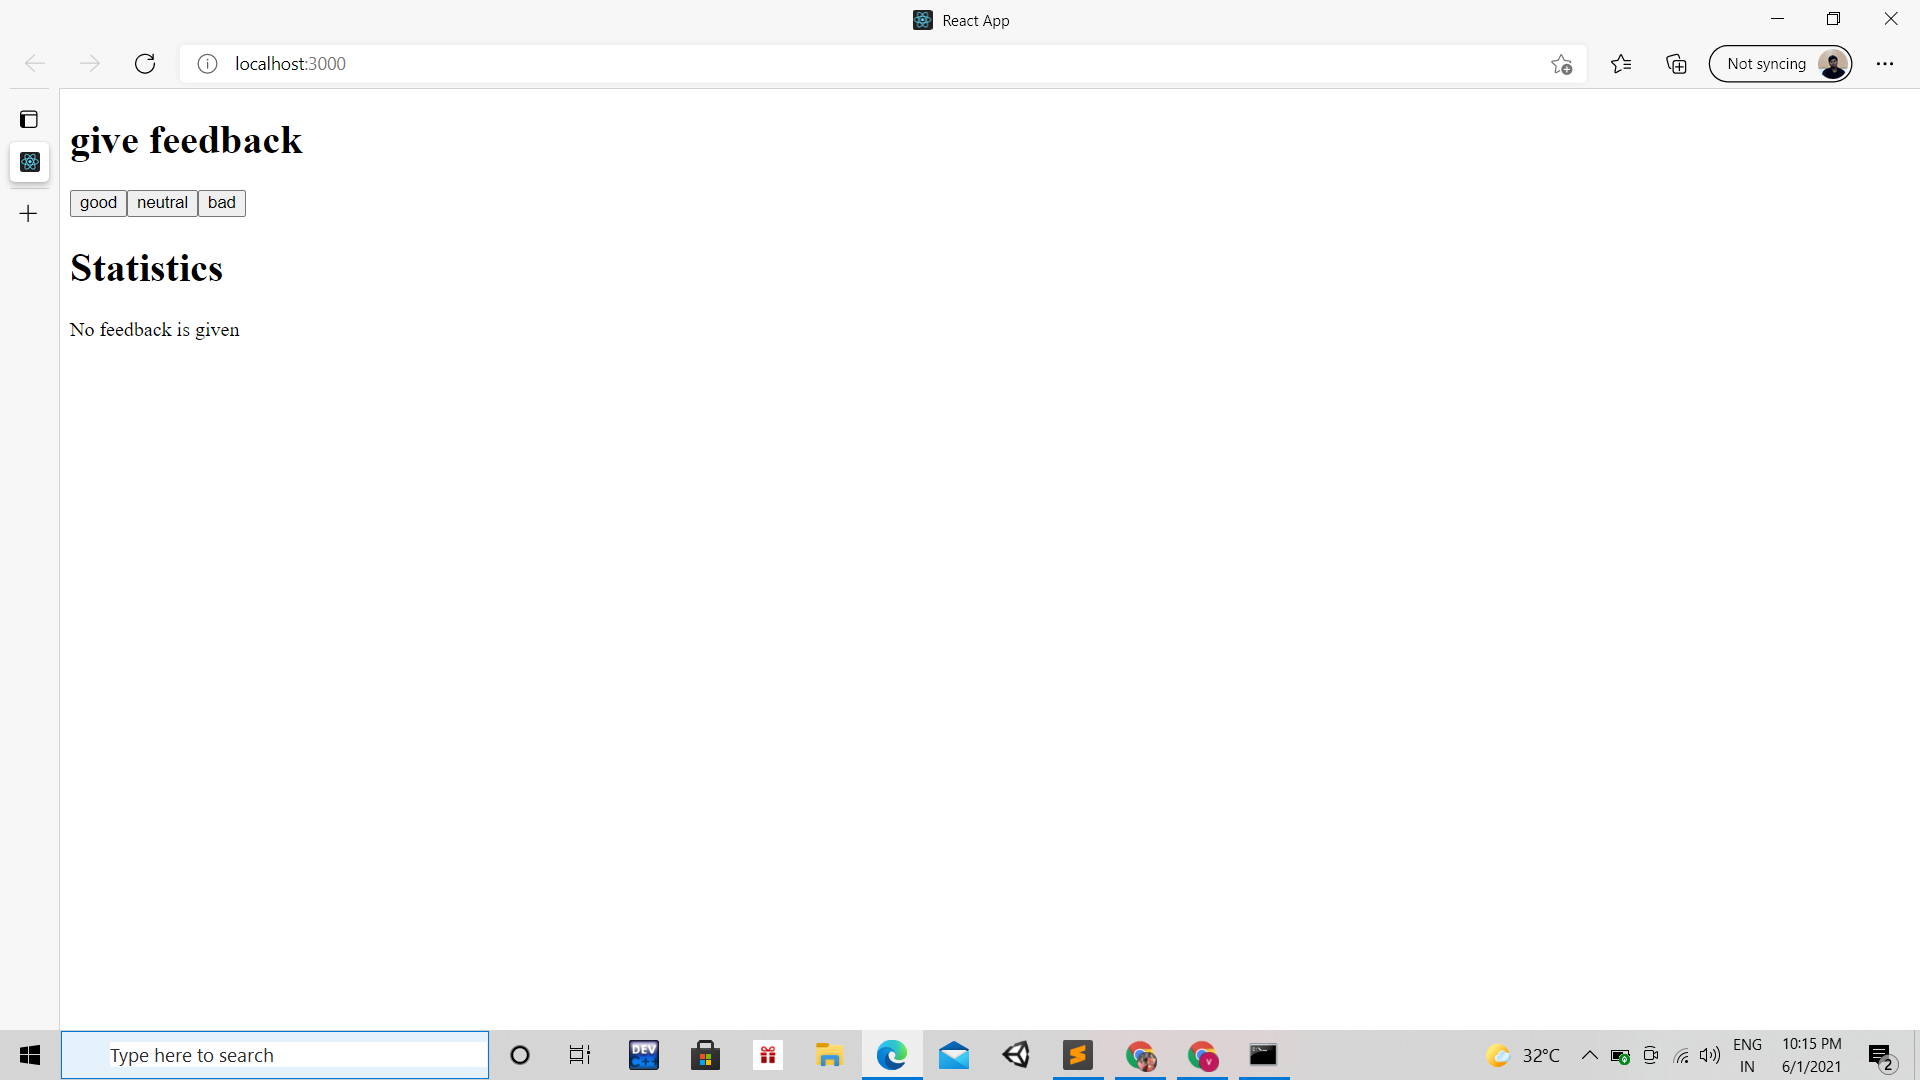 React App
localhost:3000
Not syncing
give feedback
good neutral bad
Statistics
No feedback is given
Type here to search
DEV
C++
V
32°C
ENG
IN
10:15 PM
6/1/2021
2